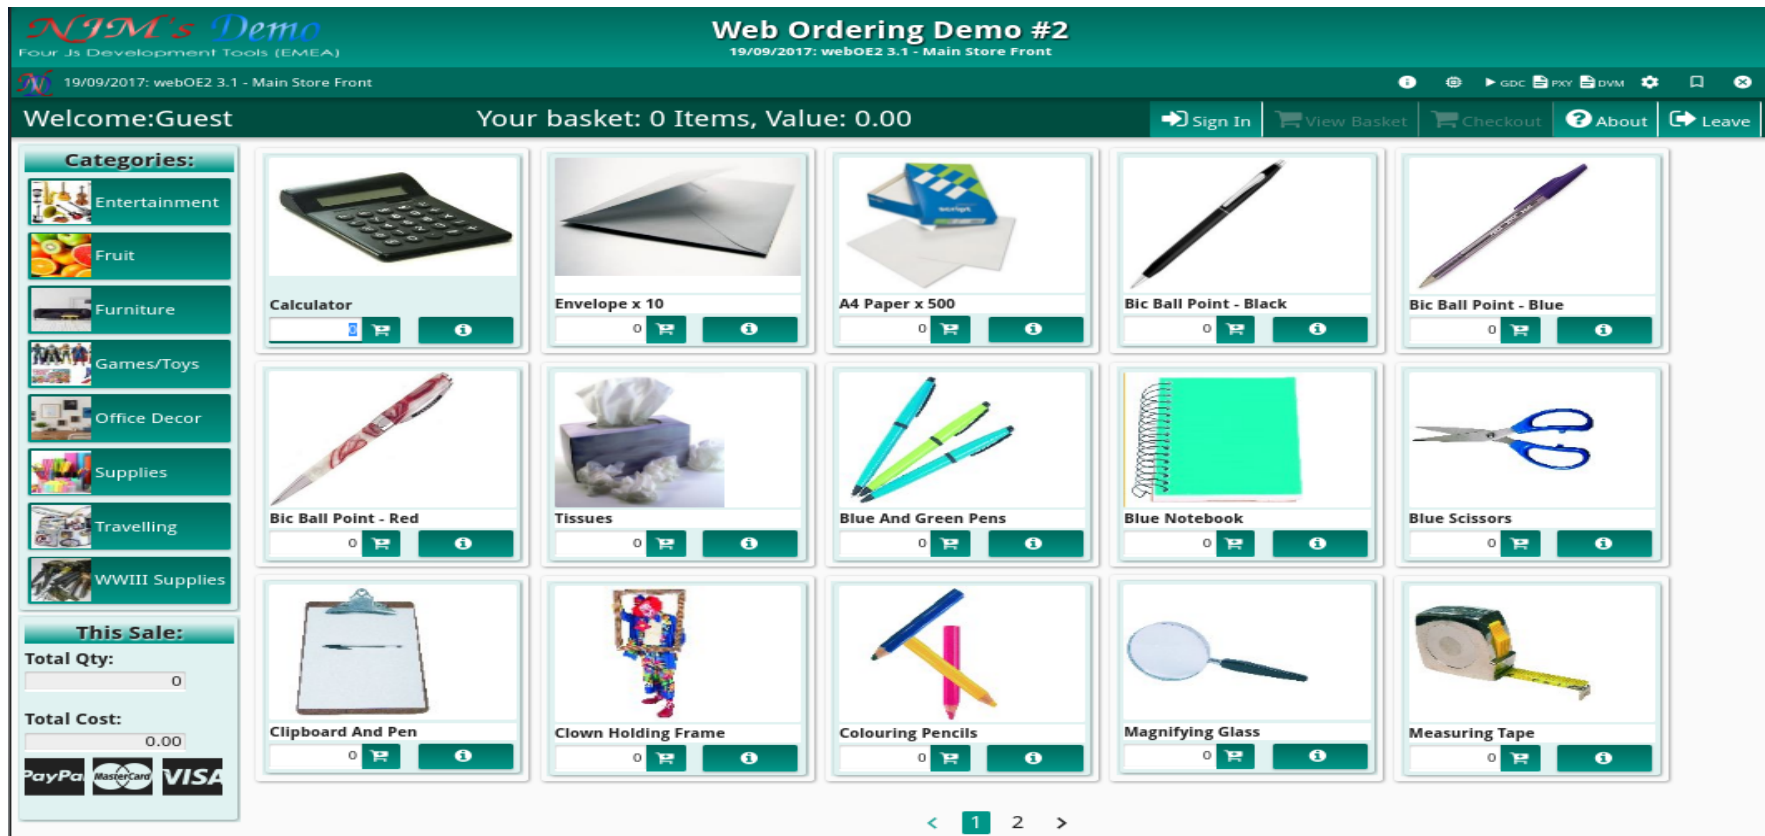 NJM's Demo
Four Js Development Tools (EMEA)
Web Ordering Demo #2
19/09/2017: webOE2 3.1 - Main Store Front
19/09/2017: webOE2 3.1 - Main Store Front
GDC PXY DVM
Welcome:Guest
Your basket: 0 Items, Value: 0.00
Sign In
View Basket
Checkout
About
Leave
Categories:
Entertainment
Fruit
Furniture
Games/Toys
Office Decor
Supplies
Travelling
WWIII Supplies
This Sale:
Total Qty:
0
Total Cost:
0.00
PayPa
MasterCard
VISA
script
Calculator
0
Envelope x 10
0
A4 Paper x 500
0
Bic Ball Point - Black
0
Bic Ball Point - Blue
0
Bic Ball Point - Red
0
Tissues
0
Blue And Green Pens
0
Blue Notebook
0
Blue Scissors
0
Clipboard And Pen
0
Clown Holding Frame
0
Colouring Pencils
0
Magnifying Glass
0
Measuring Tape
0
< 1 2 >